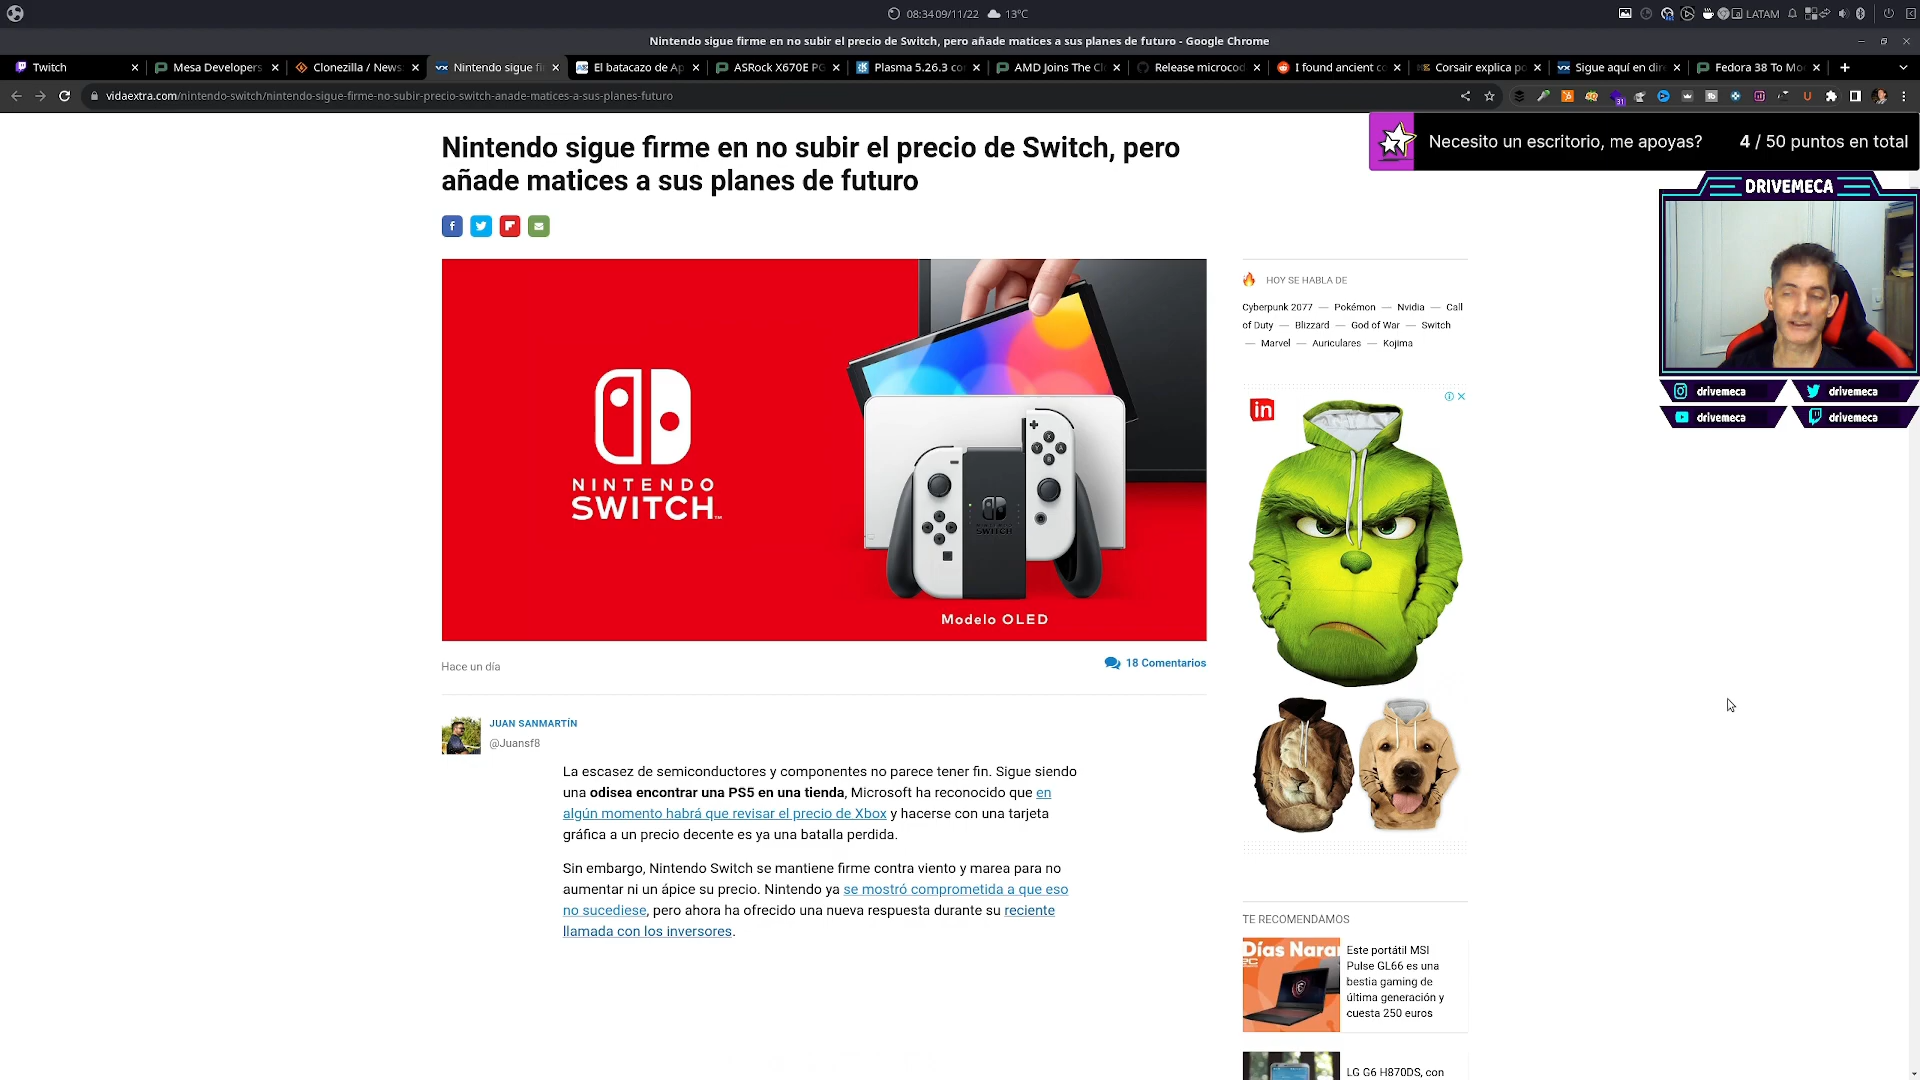 08:34 09/11/22 13°C
LATAM
Nintendo sigue firme en no subir el precio de Switch, pero añade matices a sus planes de futuro - Google Chrome
Twitch
Mesa Developers
Clonezilla / News:
Nintendo sigue fi
El batacazo de Ap
ASRock X670E PG
Plasma 5.26.3 co
AMD Joins The Cl
Release microcod
I found ancient c
Corsair explica p
Sigue aquí en dire
Fedora 38 To Mo
vidaextra.com/nintendo-switch/nintendo-sigue-firme-no-subir-precio-switch-anade-matices-a-sus-planes-futuro
31
Nintendo sigue firme en no subir el precio de Switch, pero
añade matices a sus planes de futuro
Necesito un escritorio, me apoyas? 4 / 50 puntos en total
DRIVEMECA
drivemeca
drivemeca
drivemeca
drivemeca
NINTENDO
SWITCH
Modelo OLED
HOY SE HABLA DE
Cyberpunk 2077 — Pokémon — Nvidia — Call
of Duty — Blizzard — God of War — Switch
— Marvel — Auriculares — Kojima
in
Hace un día
18 Comentarios
JUAN SANMARTÍN
@Juansf8
La escasez de semiconductores y componentes no parece tener fin. Sigue siendo
una odisea encontrar una PS5 en una tienda, Microsoft ha reconocido que en
algún momento habrá que revisar el precio de Xbox y hacerse con una tarjeta
gráfica a un precio decente es ya una batalla perdida.
Sin embargo, Nintendo Switch se mantiene firme contra viento y marea para no
aumentar ni un ápice su precio. Nintendo ya se mostró comprometida a que eso
no sucediese, pero ahora ha ofrecido una nueva respuesta durante su reciente
llamada con los inversores.
TE RECOMENDAMOS
Días Naran
Este portátil MSI
Pulse GL66 es una
bestia gaming de
última generación y
cuesta 250 euros
LG G6 H870DS, con